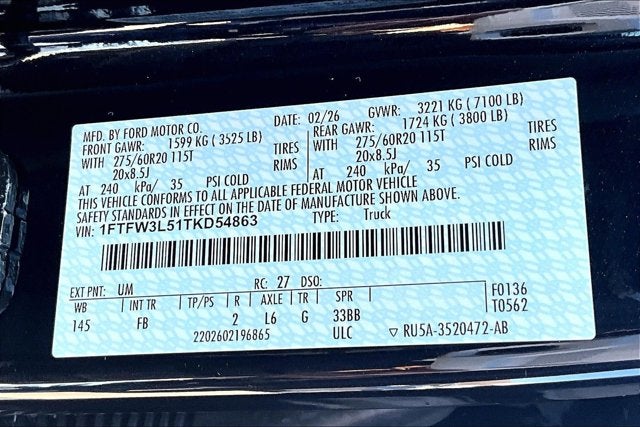 MFD. BY FORD MOTOR CO. DATE: 02/26 GVWR: 3221 KG ( 7100 LB)
FRONT GAWR: 1599 KG ( 3525 LB) REAR GAWR: 1724 KG ( 3800 LB)
WITH 275/60R20 115T TIRES WITH 275/60R20 115T TIRES
20x8.5J RIMS 20x8.5J RIMS
AT 240 kPa/ 35 PSI COLD AT 240 kPa/ 35 PSI COLD
THIS VEHICLE CONFORMS TO ALL APPLICABLE FEDERAL MOTOR VEHICLE
SAFETY STANDARDS IN EFFECT ON THE DATE OF MANUFACTURE SHOWN ABOVE.
VIN: 1FTFW3L51TKD54863 TYPE: Truck
EXT PNT: UM RC: 27 DSO:
WB INT TR TP/PS R AXLE TR SPR F0136
145 FB 2 L6 G 33BB T0562
2202602196865 ULC ▽ RU5A-3520472-AB